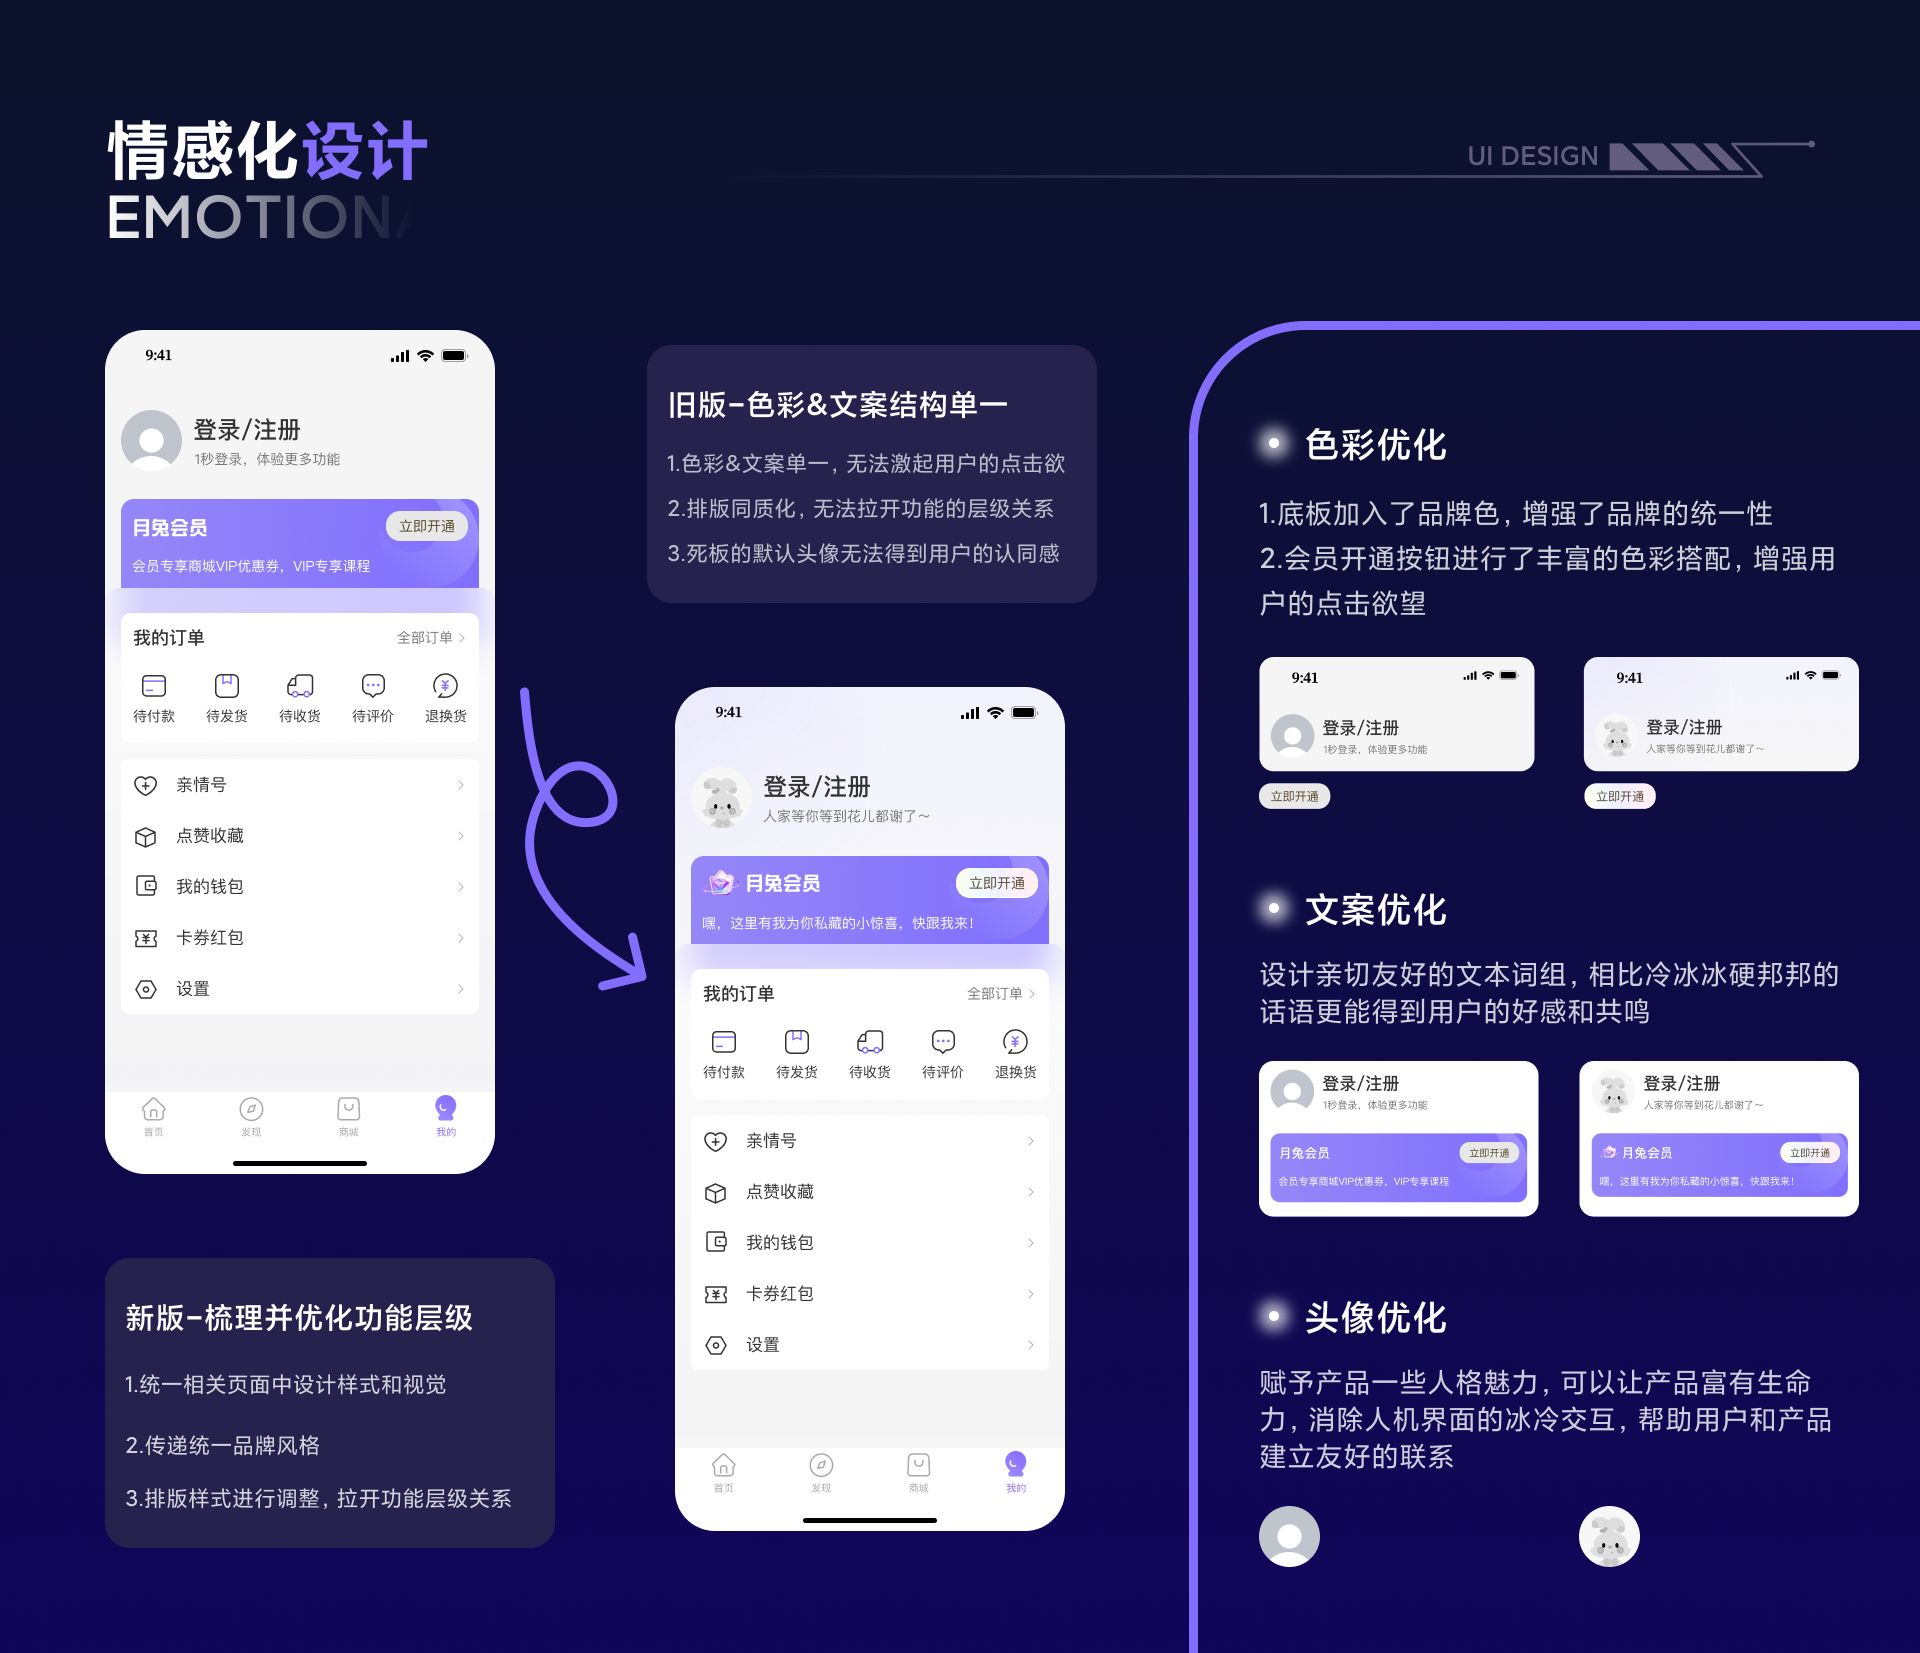 情感化设计
EMOTIONA
UI DESIGN
9:41
登录/注册
1秒登录，体验更多功能
月兔会员
立即开通
会员专享商城VIP优惠券，VIP专享课程
我的订单
全部订单
待付款
待发货
待收货
待评价
退换货
亲情号
点赞收藏
我的钱包
卡券红包
设置
首页
发现
商城
我的
旧版-色彩&文案结构单一
1.色彩&文案单一，无法激起用户的点击欲
2.排版同质化，无法拉开功能的层级关系
3.死板的默认头像无法得到用户的认同感
9:41
登录/注册
人家等你等到花儿都谢了～
月兔会员
立即开通
嘿，这里有我为你私藏的小惊喜，快跟我来！
我的订单
全部订单
待付款
待发货
待收货
待评价
退换货
亲情号
点赞收藏
我的钱包
卡券红包
设置
首页
发现
商城
我的
新版-梳理并优化功能层级
1.统一相关页面中设计样式和视觉
2.传递统一品牌风格
3.排版样式进行调整，拉开功能层级关系
色彩优化
1.底板加入了品牌色，增强了品牌的统一性
2.会员开通按钮进行了丰富的色彩搭配，增强用
户的点击欲望
9:41
登录/注册
1秒登录，体验更多功能
立即开通
9:41
登录/注册
人家等你等到花儿都谢了～
立即开通
文案优化
设计亲切友好的文本词组，相比冷冰冰硬邦邦的
话语更能得到用户的好感和共鸣
登录/注册
1秒登录，体验更多功能
月兔会员
立即开通
会员专享商城VIP优惠券，VIP专享课程
登录/注册
人家等你等到花儿都谢了～
月兔会员
立即开通
嘿，这里有我为你私藏的小惊喜，快跟我来！
头像优化
赋予产品一些人格魅力，可以让产品富有生命
力，消除人机界面的冰冷交互，帮助用户和产品
建立友好的联系